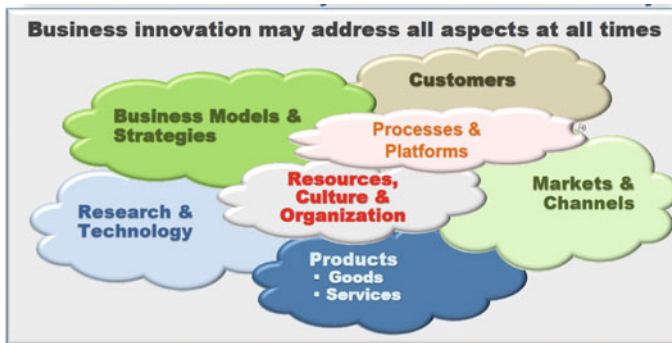 Business innovation may address all aspects at all times
Customers
Business Models &
Strategies
Processes &
Platforms
Resources,
Culture &
Organization
Markets &
Channels
Research &
Technology
Products
▪ Goods
▪ Services